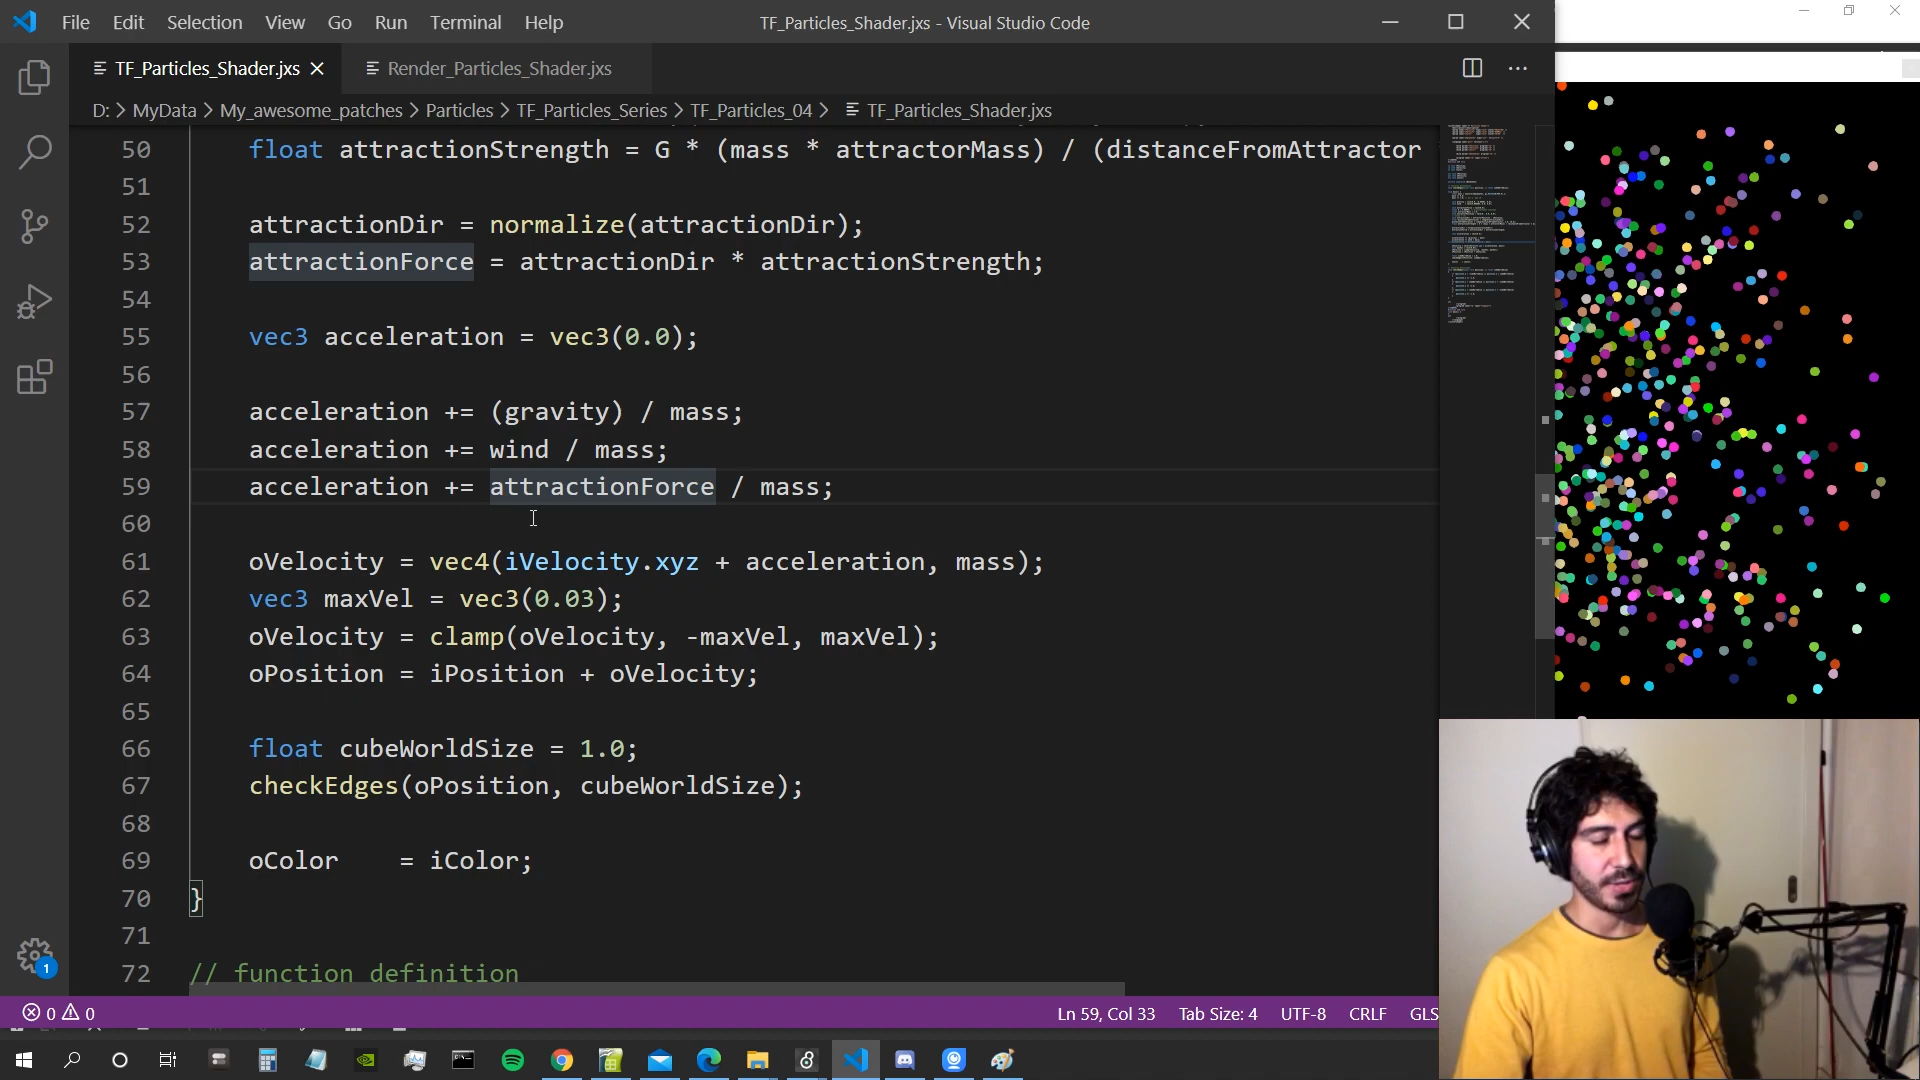 File Edit Selection View Go Run Terminal Help
TF_Particles_Shader.jxs - Visual Studio Code
TF_Particles_Shader.jxs
Render_Particles_Shader.jxs
D: > MyData > My_awesome_patches > Particles > TF_Particles_Series > TF_Particles_04 > TF_Particles_Shader.jxs
50 float attractionStrength = G * (mass * attractorMass) / (distanceFromAttractor
51
52 attractionDir = normalize(attractionDir);
53 attractionForce = attractionDir * attractionStrength;
54
55 vec3 acceleration = vec3(0.0);
56
57 acceleration += (gravity) / mass;
58 acceleration += wind / mass;
59 acceleration += attractionForce / mass;
60
61 oVelocity = vec4(iVelocity.xyz + acceleration, mass);
62 vec3 maxVel = vec3(0.03);
63 oVelocity = clamp(oVelocity, -maxVel, maxVel);
64 oPosition = iPosition + oVelocity;
65
66 float cubeWorldSize = 1.0;
67 checkEdges(oPosition, cubeWorldSize);
68
69 oColor = iColor;
70 }
71
72 // function definition
1
0 0
Ln 59, Col 33 Tab Size: 4 UTF-8 CRLF GLS